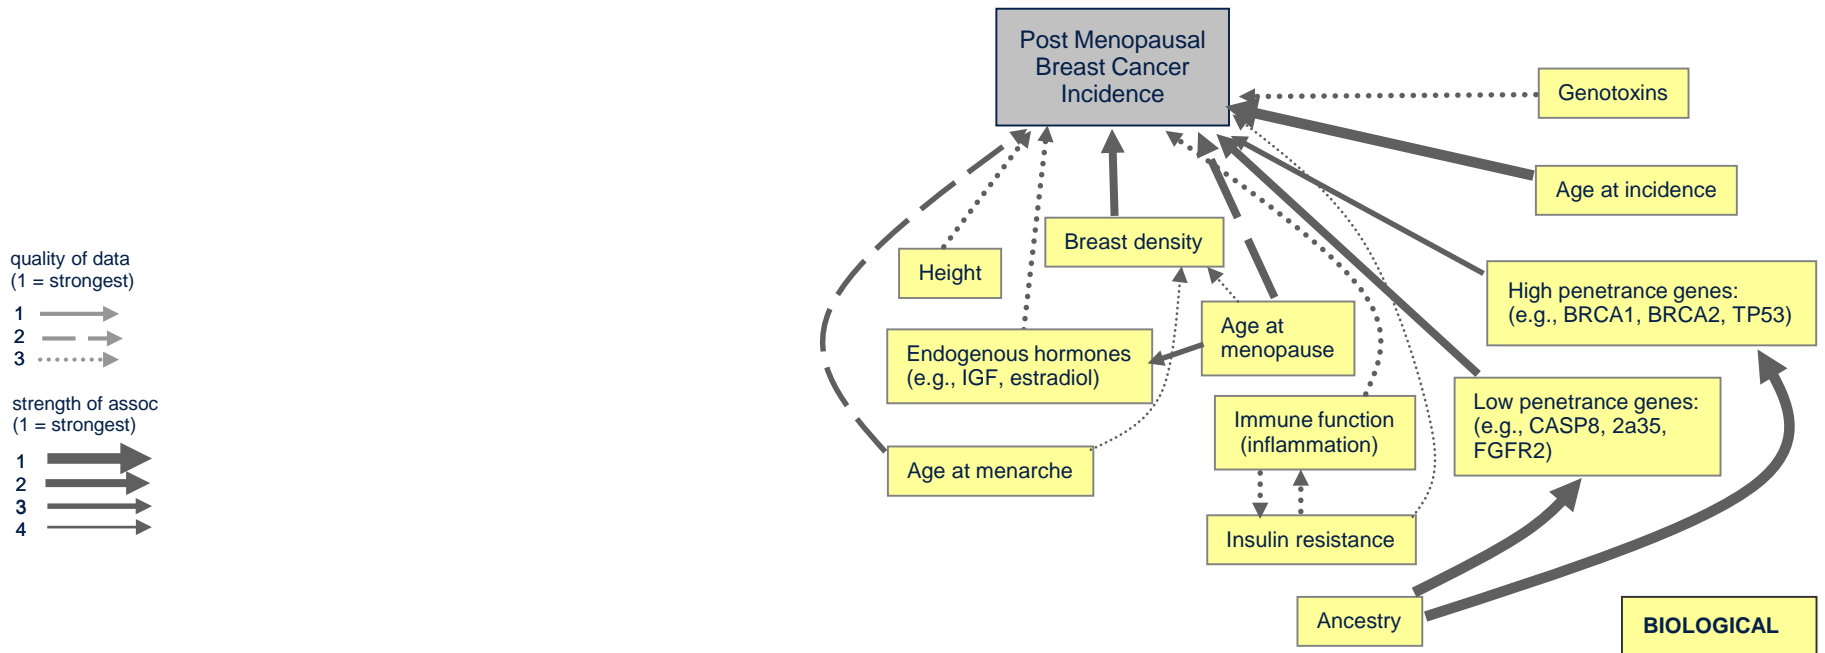 Post Menopausal
Breast Cancer
Incidence
Genotoxins
Age at incidence
Breast density
Height
High penetrance genes:
(e.g., BRCA1, BRCA2, TP53)
Age at
menopause
Endogenous hormones
(e.g., IGF, estradiol)
Low penetrance genes:
(e.g., CASP8, 2a35,
FGFR2)
Immune function
(inflammation)
Age at menarche
Insulin resistance
Ancestry
BIOLOGICAL
quality of data
(1 = strongest)
1
2
3
strength of assoc
(1 = strongest)
1
2
3
4